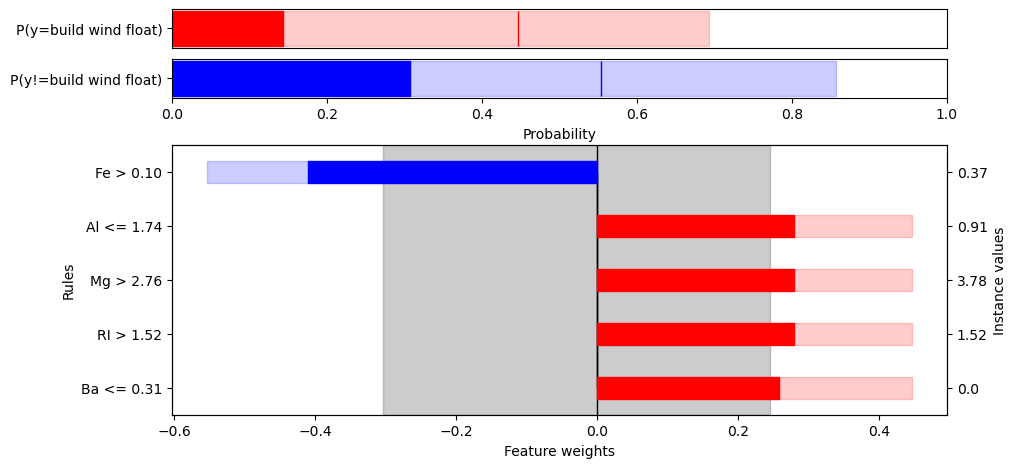 P(y=build wind float)
P(y!=build wind float)
0.0 0.2 0.4 0.6 0.8 1.0
Probability
Fe > 0.10 0.37
Al <= 1.74 0.91
Mg > 2.76 3.78
RI > 1.52 1.52
Ba <= 0.31 0.0
Rules
Instance values
−0.6 −0.4 −0.2 0.0 0.2 0.4
Feature weights